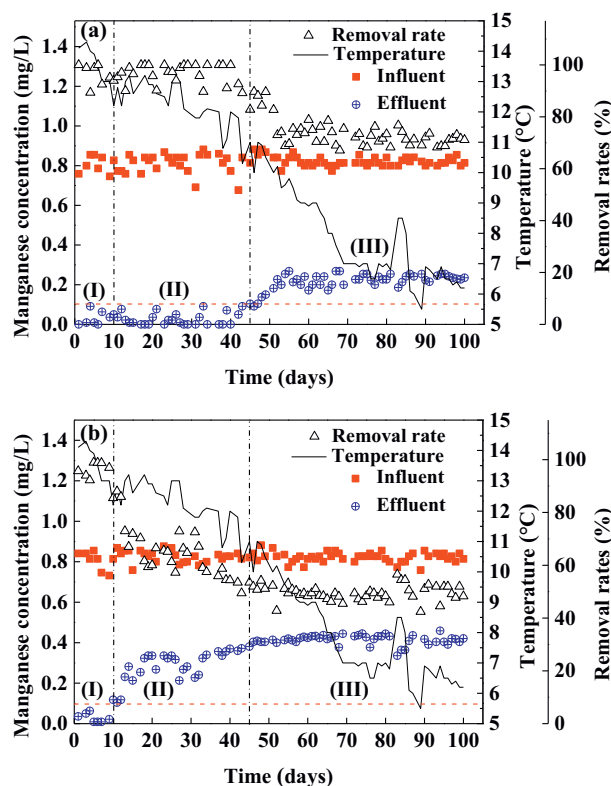 (a)
Removal rate
Temperature
Influent
Effluent
(I)
(II)
(III)
0.0
0.2
0.4
0.6
0.8
1.0
1.2
1.4
Manganese concentration (mg/L)
0 10 20 30 40 50 60 70 80 90 100
Time (days)
5
6
7
8
9
10
11
12
13
14
15
Temperature (°C)
0
20
40
60
80
100
Removal rates (%)
(b)
Removal rate
Temperature
Influent
Effluent
(I)
(II)
(III)
0.0
0.2
0.4
0.6
0.8
1.0
1.2
1.4
Manganese concentration (mg/L)
0 10 20 30 40 50 60 70 80 90 100
Time (days)
5
6
7
8
9
10
11
12
13
14
15
Temperature (°C)
0
20
40
60
80
100
Removal rates (%)